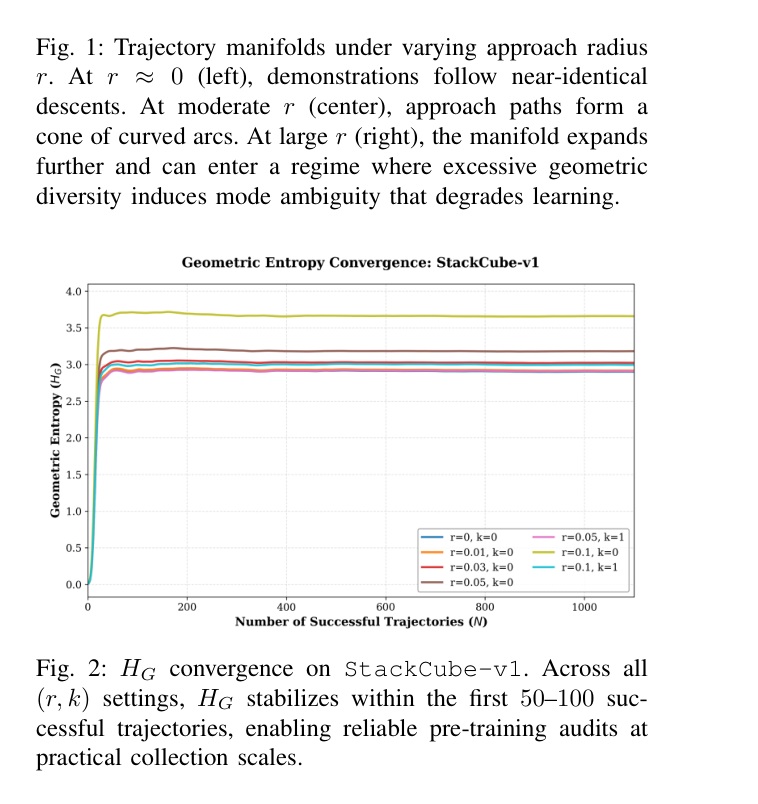 Fig. 1: Trajectory manifolds under varying approach radius
r. At r ≈ 0 (left), demonstrations follow near-identical
descents. At moderate r (center), approach paths form a
cone of curved arcs. At large r (right), the manifold expands
further and can enter a regime where excessive geometric
diversity induces mode ambiguity that degrades learning.
Geometric Entropy Convergence: StackCube-v1
Geometric Entropy (H_G)
4.0
3.5
3.0
2.5
2.0
1.5
1.0
0.5
0.0
r=0, k=0
r=0.01, k=0
r=0.03, k=0
r=0.05, k=0
r=0.05, k=1
r=0.1, k=0
r=0.1, k=1
0 200 400 600 800 1000
Number of Successful Trajectories (N)
Fig. 2: H_G convergence on StackCube-v1. Across all
(r, k) settings, H_G stabilizes within the first 50–100 suc-
cessful trajectories, enabling reliable pre-training audits at
practical collection scales.